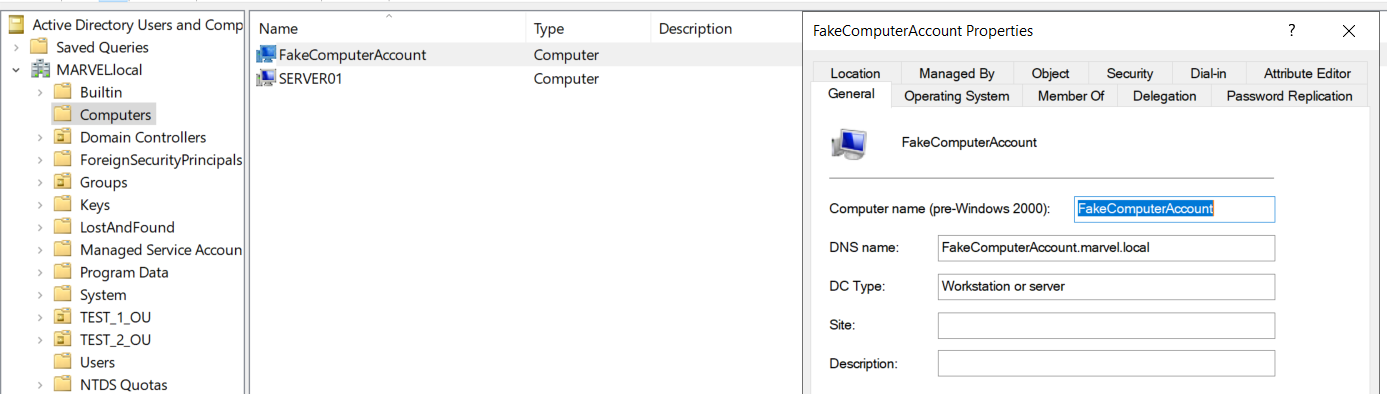 Active Directory Users and Comp
Saved Queries
MARVEL.local
Builtin
Computers
Domain Controllers
ForeignSecurityPrincipals
Groups
Keys
LostAndFound
Managed Service Accoun
Program Data
System
TEST_1_OU
TEST_2_OU
Users
NTDS Quotas
Name Type Description
FakeComputerAccount Computer
SERVER01 Computer
FakeComputerAccount Properties ?
Location Managed By Object Security Dial-in Attribute Editor
General Operating System Member Of Delegation Password Replication
FakeComputerAccount
Computer name (pre-Windows 2000): FakeComputerAccount
DNS name: FakeComputerAccount.marvel.local
DC Type: Workstation or server
Site:
Description: